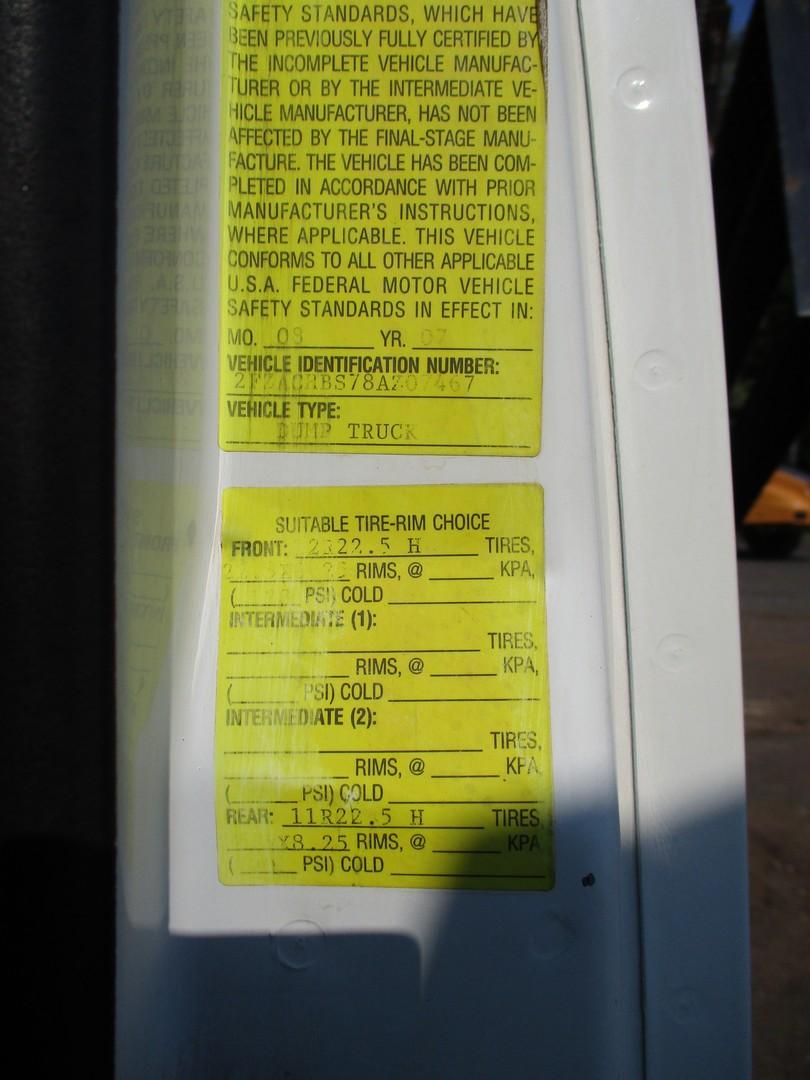 SAFETY STANDARDS, WHICH HAVE
BEEN PREVIOUSLY FULLY CERTIFIED BY
THE INCOMPLETE VEHICLE MANUFAC-
TURER OR BY THE INTERMEDIATE VE-
HICLE MANUFACTURER, HAS NOT BEEN
AFFECTED BY THE FINAL-STAGE MANU-
FACTURE. THE VEHICLE HAS BEEN COM-
PLETED IN ACCORDANCE WITH PRIOR
MANUFACTURER'S INSTRUCTIONS,
WHERE APPLICABLE. THIS VEHICLE
CONFORMS TO ALL OTHER APPLICABLE
U.S.A. FEDERAL MOTOR VEHICLE
SAFETY STANDARDS IN EFFECT IN:
MO. YR. 07
VEHICLE IDENTIFICATION NUMBER:
VEHICLE TYPE:
DUMP TRUCK
SUITABLE TIRE-RIM CHOICE
FRONT: H TIRES,
RIMS, @ KPA,
( PSI) COLD
INTERMEDIATE (1):
TIRES,
RIMS, @ KPA,
( PSI) COLD
INTERMEDIATE (2):
TIRES,
RIMS, @ KPA,
( PSI) COLD
REAR: 11R22.5 H TIRES
X8.25 RIMS, @ KPA
( PSI) COLD